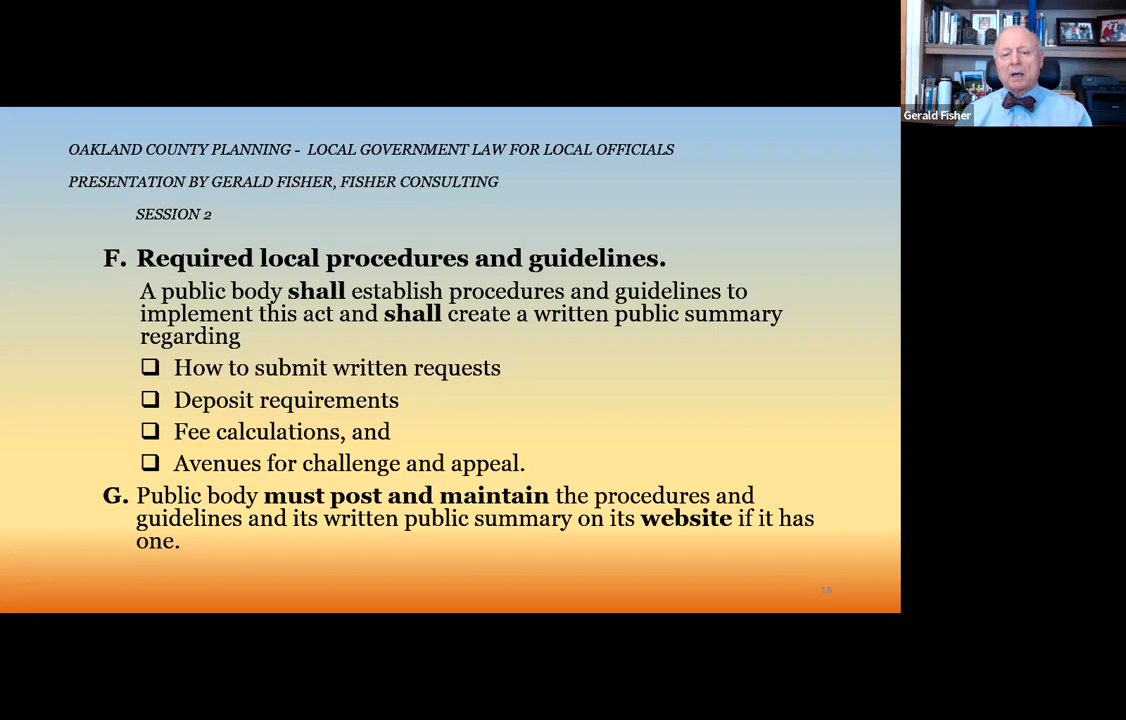 Gerald Fisher
OAKLAND COUNTY PLANNING - LOCAL GOVERNMENT LAW FOR LOCAL OFFICIALS
PRESENTATION BY GERALD FISHER, FISHER CONSULTING
SESSION 2
F. Required local procedures and guidelines.
A public body shall establish procedures and guidelines to
implement this act and shall create a written public summary
regarding
❑ How to submit written requests
❑ Deposit requirements
❑ Fee calculations, and
❑ Avenues for challenge and appeal.
G. Public body must post and maintain the procedures and
guidelines and its written public summary on its website if it has
one.
18